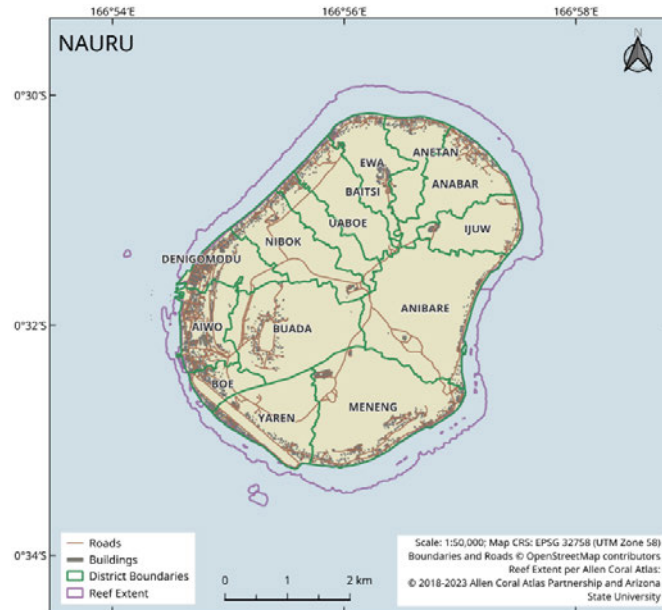 166°54'E 166°56'E 166°58'E
NAURU
N
0°30'S
0°32'S
0°34'S
ANETAN
EWA
BAITSI
ANABAR
UABOE
IJUW
NIBOK
DENIGOMODU
ANIBARE
AIWO
BUADA
BOE
YAREN
MENENG
Roads
Buildings
District Boundaries
Reef Extent
0 1 2 km
Scale: 1:50,000; Map CRS: EPSG 32758 (UTM Zone 58)
Boundaries and Roads © OpenStreetMap contributors
Reef Extent per Allen Coral Atlas:
© 2018-2023 Allen Coral Atlas Partnership and Arizona
State University